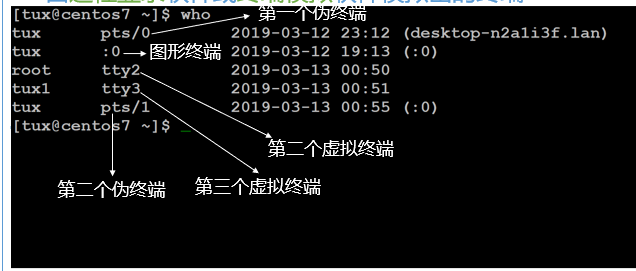 [tux@centos7 ~]$ who
第一个伪终端
tux pts/0 2019-03-12 23:12 (desktop-n2ali3f.lan)
tux :0 2019-03-12 19:13 (:0)
图形终端
root tty2 2019-03-13 00:50
tux1 tty3 2019-03-13 00:51
tux pts/1 2019-03-13 00:55 (:0)
[tux@centos7 ~]$ _
第二个虚拟终端
第二个伪终端
第三个虚拟终端